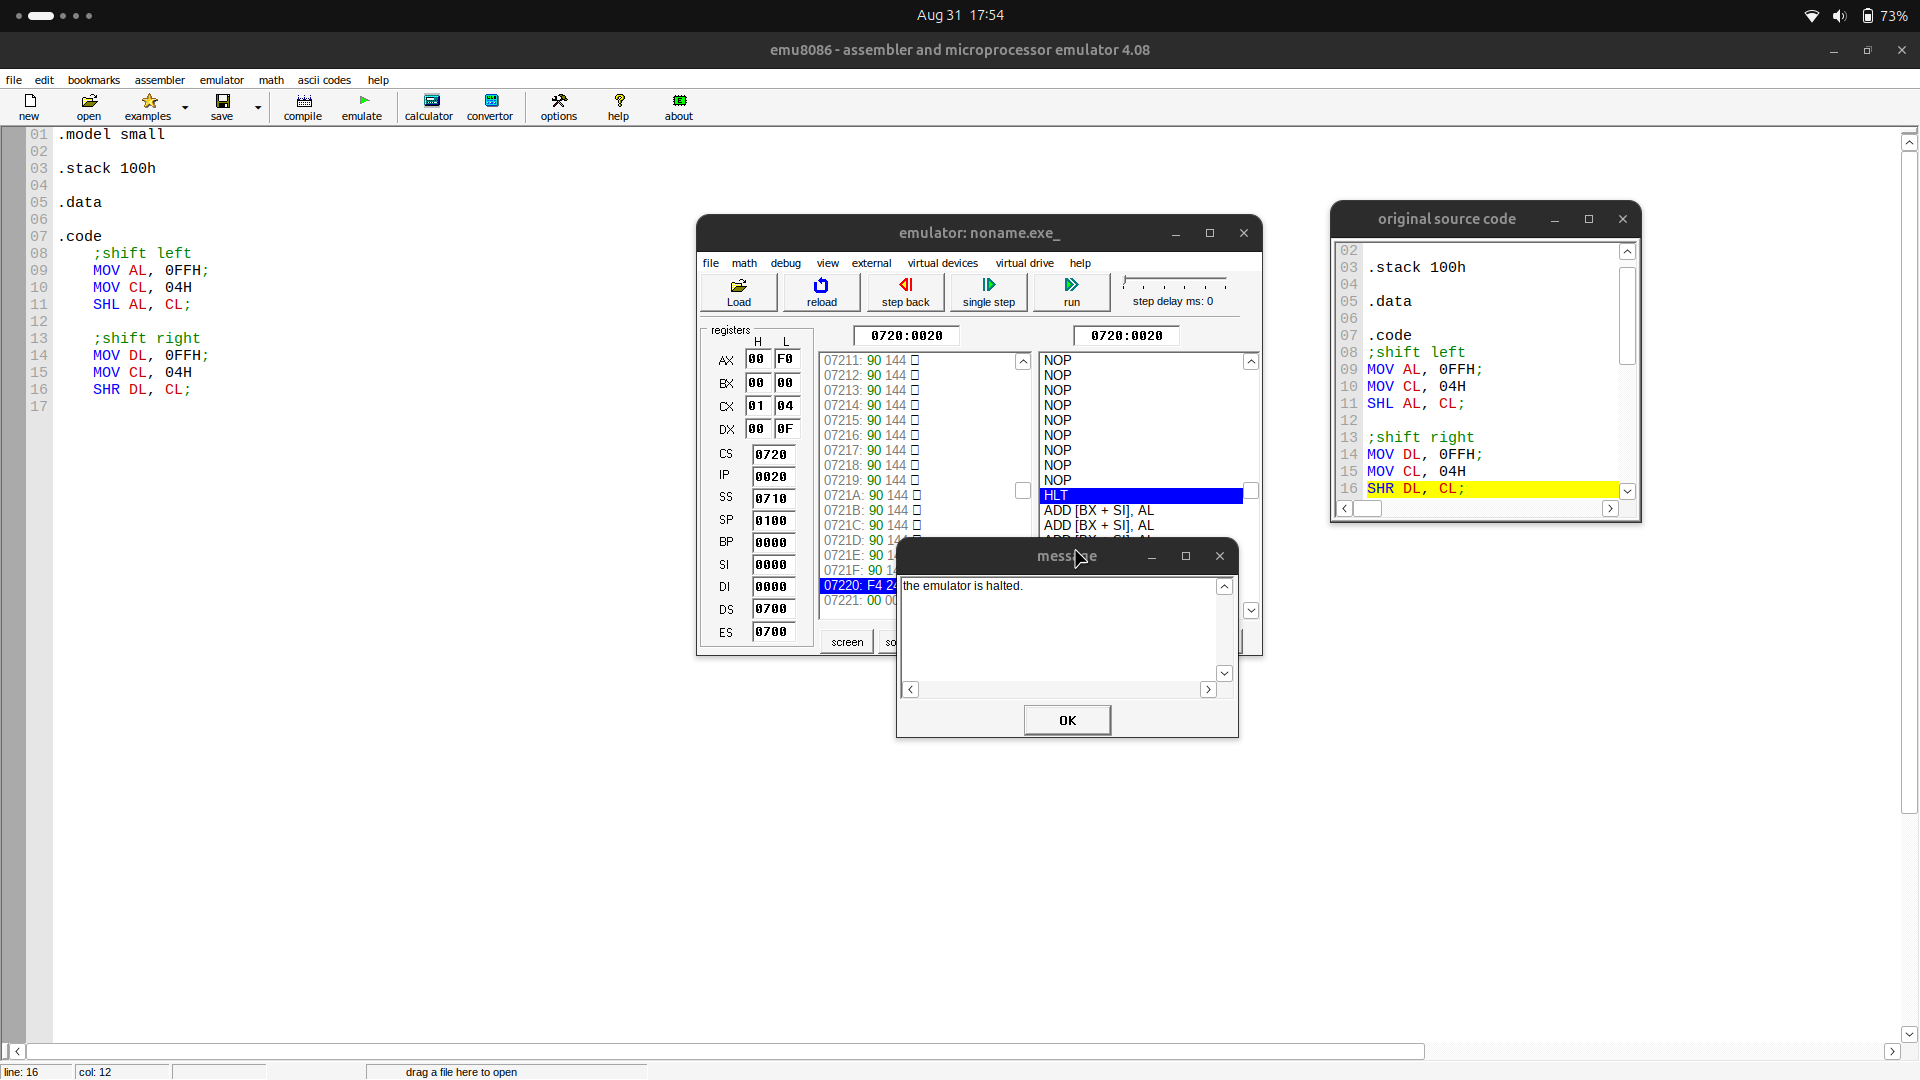 Aug 31 17:54
73%
emu8086 - assembler and microprocessor emulator 4.08
file edit bookmarks assembler emulator math ascii codes help
new open examples save compile emulate calculator convertor options help about
01 .model small
02
03 .stack 100h
04
05 .data
06
07 .code
08 ;shift left
09 MOV AL, 0FFH;
10 MOV CL, 04H
11 SHL AL, CL;
12
13 ;shift right
14 MOV DL, 0FFH;
15 MOV CL, 04H
16 SHR DL, CL;
17
emulator: noname.exe_
file math debug view external virtual devices virtual drive help
Load reload step back single step run step delay ms: 0
registers
H L
AX 00 F0
BX 00 00
CX 01 04
DX 00 0F
CS 0720
IP 0020
SS 0710
SP 0100
BP 0000
SI 0000
DI 0000
DS 0700
ES 0700
0720:0020
07211: 90 144
07212: 90 144
07213: 90 144
07214: 90 144
07215: 90 144
07216: 90 144
07217: 90 144
07218: 90 144
07219: 90 144
0721A: 90 144
0721B: 90 144
0721C: 90 144
0721D: 90
0721E: 90
0721F: 90
07220: F4
07221: 00
0720:0020
NOP
NOP
NOP
NOP
NOP
NOP
NOP
NOP
NOP
HLT
ADD [BX + SI], AL
ADD [BX + SI], AL
screen
message
the emulator is halted.
OK
original source code
02
03 .stack 100h
04
05 .data
06
07 .code
08 ;shift left
09 MOV AL, 0FFH;
10 MOV CL, 04H
11 SHL AL, CL;
12
13 ;shift right
14 MOV DL, 0FFH;
15 MOV CL, 04H
16 SHR DL, CL;
line: 16
col: 12
drag a file here to open